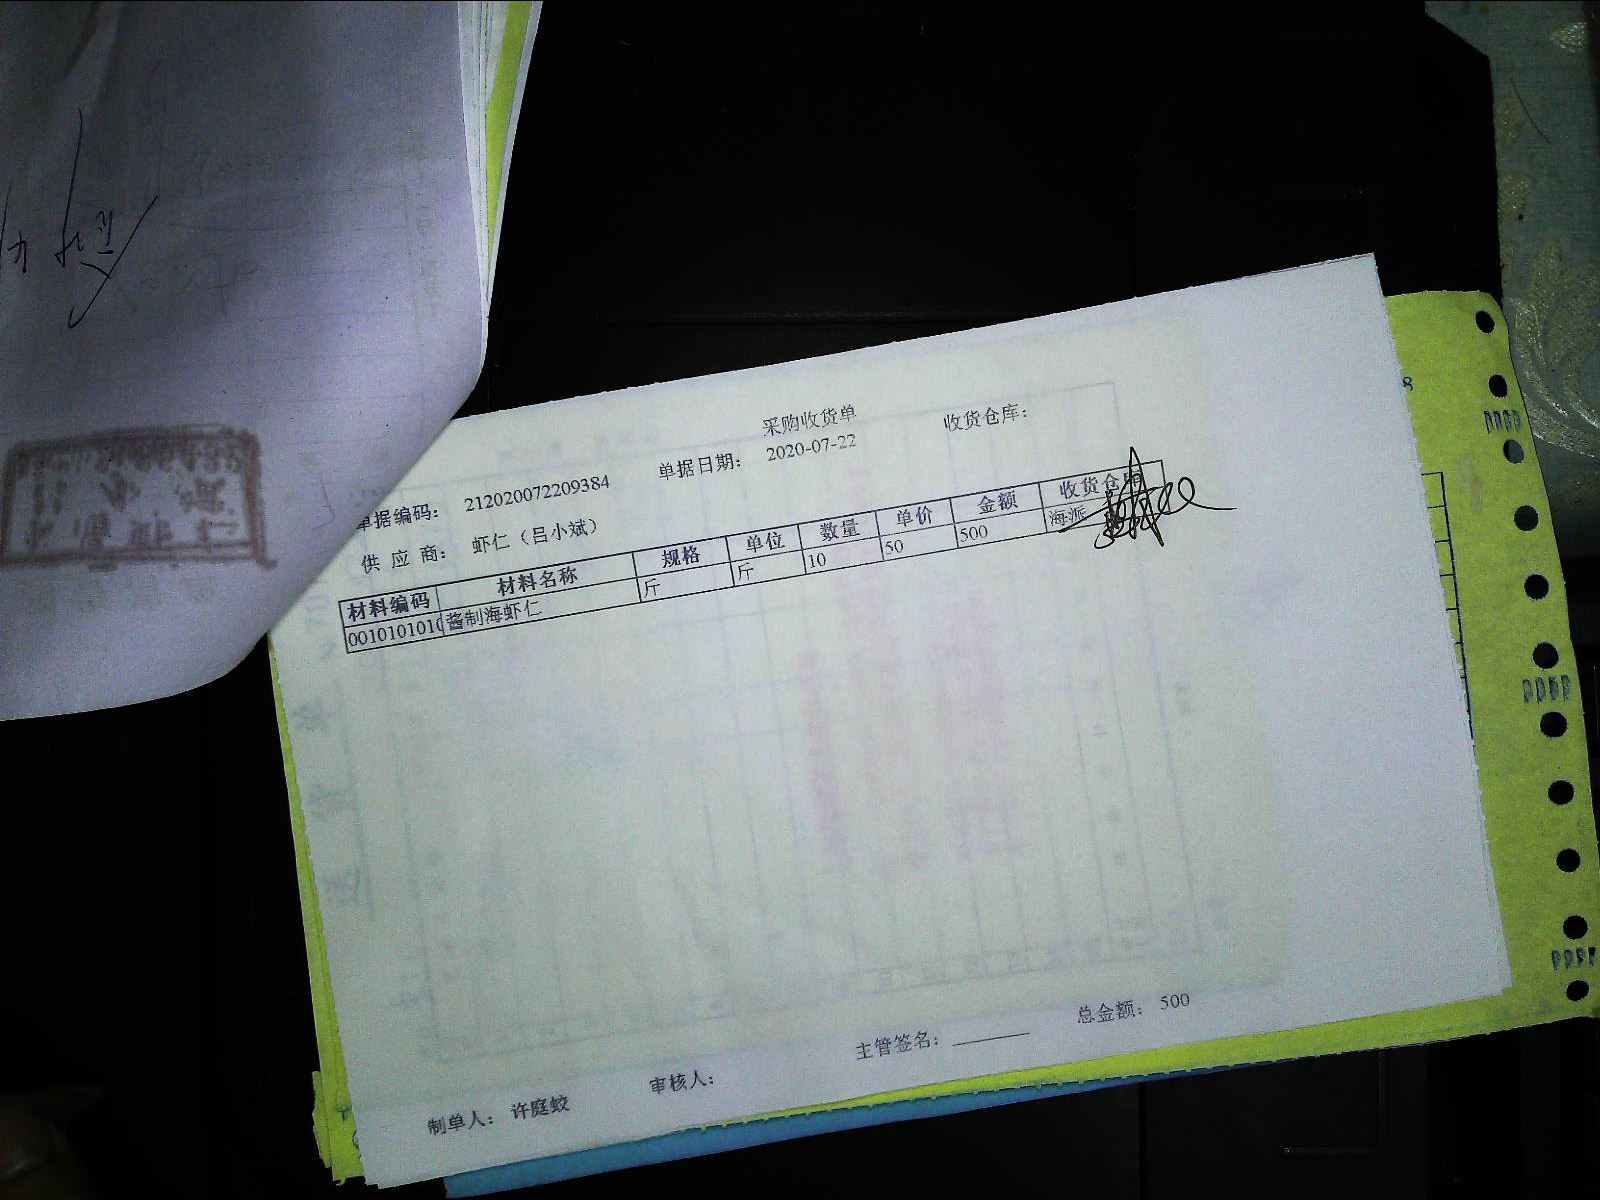 采购收货单
单据编码： 212020072209384 单据日期： 2020-07-22 收货仓库：
供 应 商： 虾仁（吕小斌）
材料编码 材料名称 规格 单位 数量 单价 金额 收货仓库
0010101010 酱制海虾仁 斤 斤 10 50 500 海派
总金额： 500
制单人： 许庭蛟 审核人： 主管签名：
8